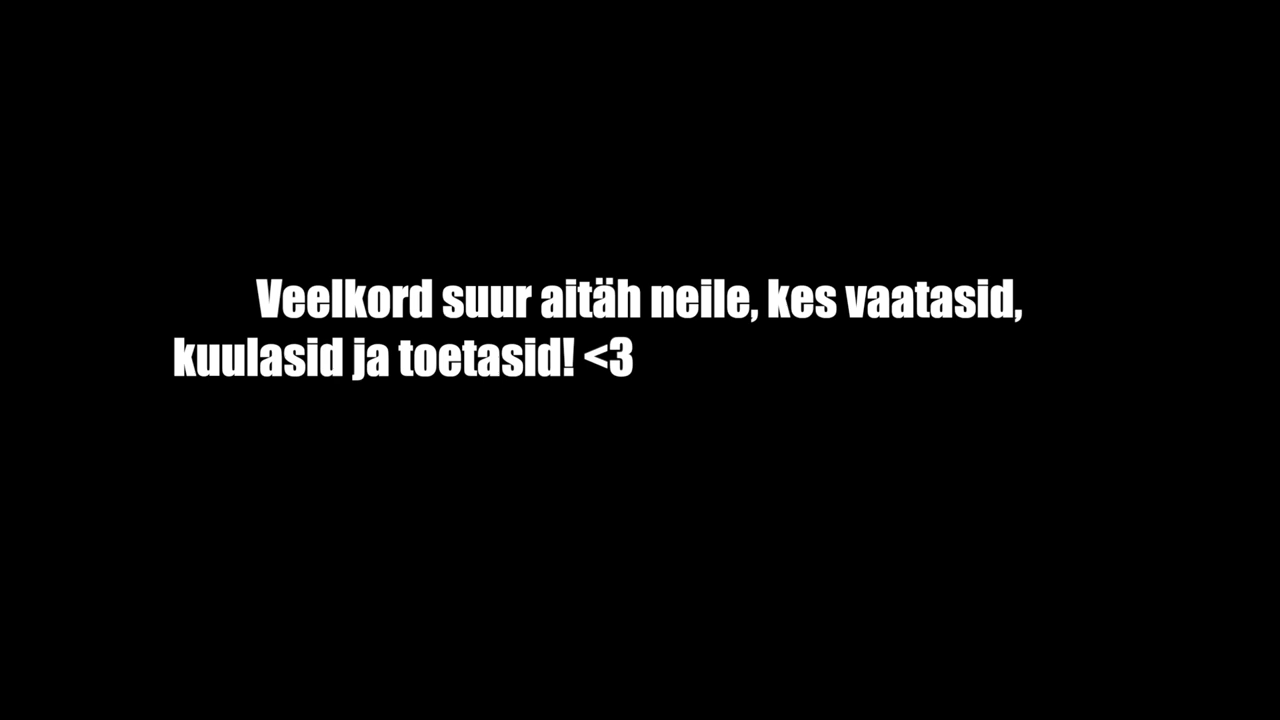 Veelkord suur aitäh neile, kes vaatasid,
kuulasid ja toetasid! <3